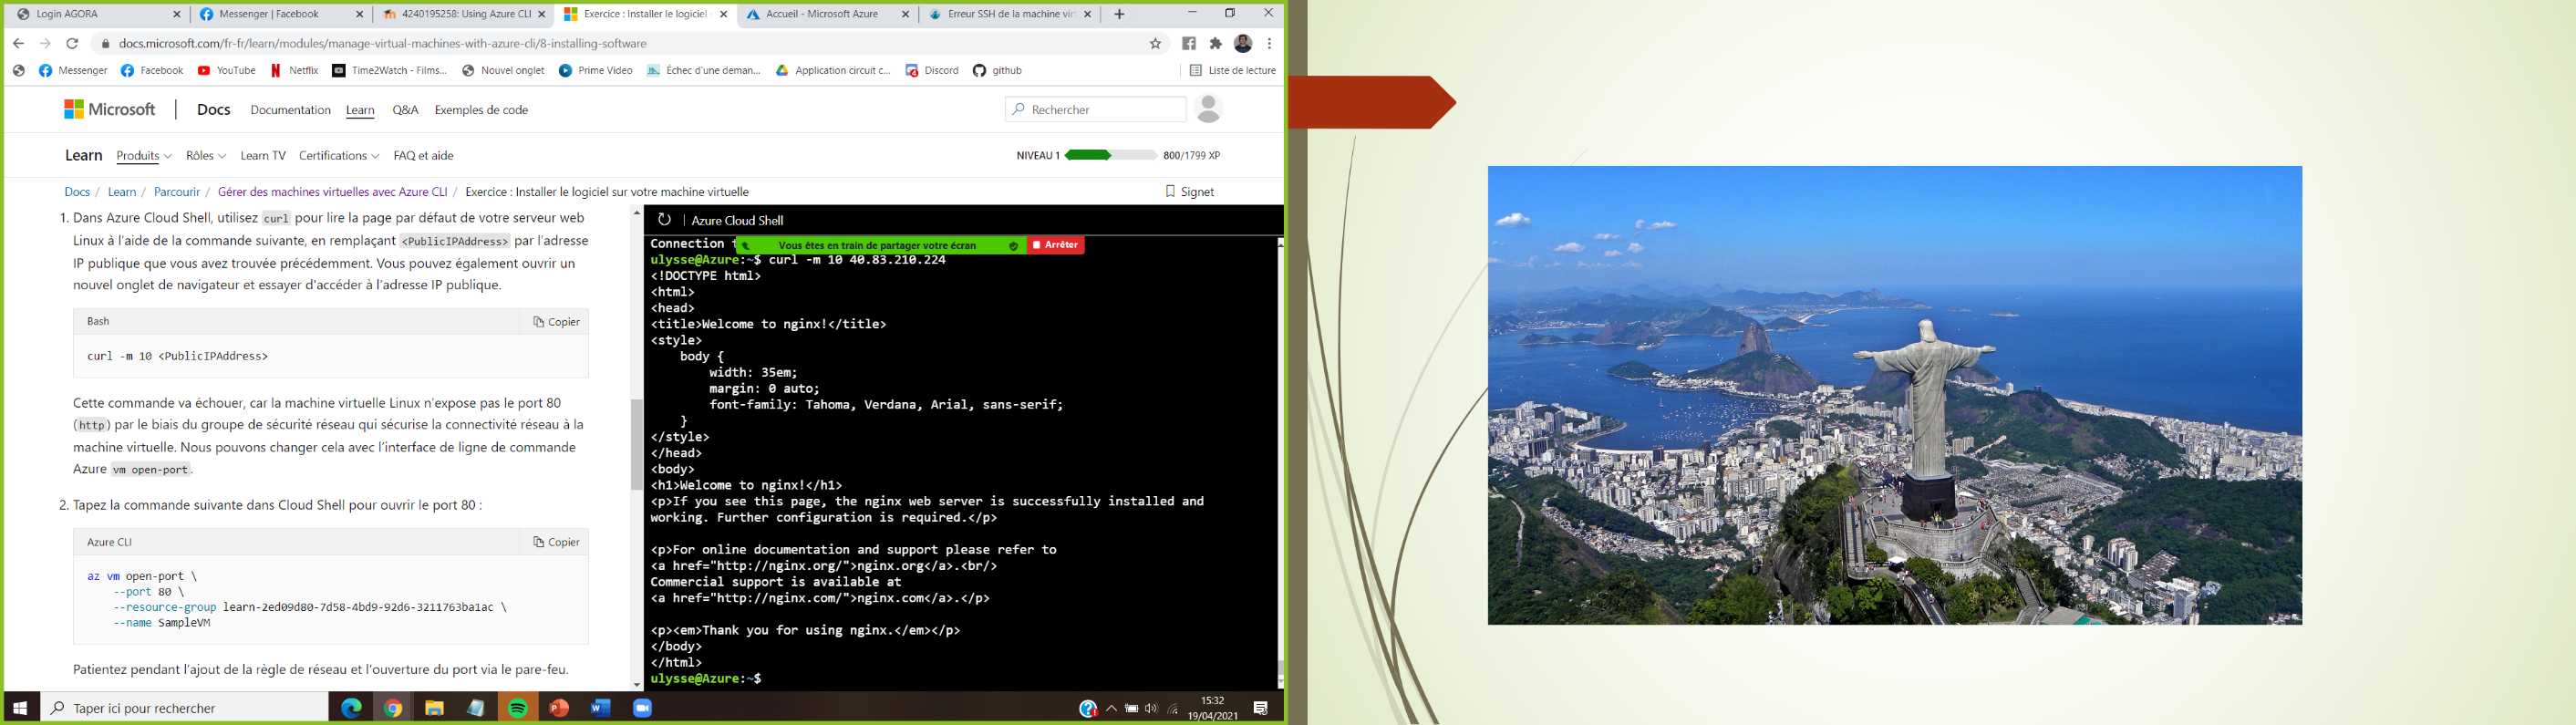 Login AGORA
Messenger | Facebook
4240195258: Using Azure CLI
Exercice : Installer le logiciel
Accueil - Microsoft Azure
Erreur SSH de la machine virt
docs.microsoft.com/fr-fr/learn/modules/manage-virtual-machines-with-azure-cli/8-installing-software
Messenger
Facebook
YouTube
Netflix
Time2Watch - Films...
Nouvel onglet
Prime Video
Échec d'une deman...
Application circuit c...
Discord
github
Liste de lecture
Microsoft
Docs
Documentation
Learn
Q&A
Exemples de code
Rechercher
Learn
Produits
Rôles
Learn TV
Certifications
FAQ et aide
NIVEAU 1
800/1799 XP
Docs / Learn / Parcourir / Gérer des machines virtuelles avec Azure CLI / Exercice : Installer le logiciel sur votre machine virtuelle
Signet
1. Dans Azure Cloud Shell, utilisez curl pour lire la page par défaut de votre serveur web
Linux à l'aide de la commande suivante, en remplaçant <PublicIPAddress> par l'adresse
IP publique que vous avez trouvée précédemment. Vous pouvez également ouvrir un
nouvel onglet de navigateur et essayer d'accéder à l'adresse IP publique.
Bash
Copier
curl -m 10 <PublicIPAddress>
Cette commande va échouer, car la machine virtuelle Linux n'expose pas le port 80
(http) par le biais du groupe de sécurité réseau qui sécurise la connectivité réseau à la
machine virtuelle. Nous pouvons changer cela avec l'interface de ligne de commande
Azure vm open-port.
2. Tapez la commande suivante dans Cloud Shell pour ouvrir le port 80 :
Azure CLI
Copier
az vm open-port \
--port 80 \
--resource-group learn-2ed09d80-7d58-4bd9-92d6-3211763ba1ac \
--name SampleVM
Patientez pendant l'ajout de la règle de réseau et l'ouverture du port via le pare-feu.
Azure Cloud Shell
Vous êtes en train de partager votre écran
Arrêter
Connection
ulysse@Azure:~$ curl -m 10 40.83.210.224
<!DOCTYPE html>
<html>
<head>
<title>Welcome to nginx!</title>
<style>
body {
width: 35em;
margin: 0 auto;
font-family: Tahoma, Verdana, Arial, sans-serif;
}
</style>
</head>
<body>
<h1>Welcome to nginx!</h1>
<p>If you see this page, the nginx web server is successfully installed and
working. Further configuration is required.</p>
<p>For online documentation and support please refer to
<a href="http://nginx.org/">nginx.org</a>.<br/>
Commercial support is available at
<a href="http://nginx.com/">nginx.com</a>.</p>
<p><em>Thank you for using nginx.</em></p>
</body>
</html>
ulysse@Azure:~$
Taper ici pour rechercher
15:32
19/04/2021